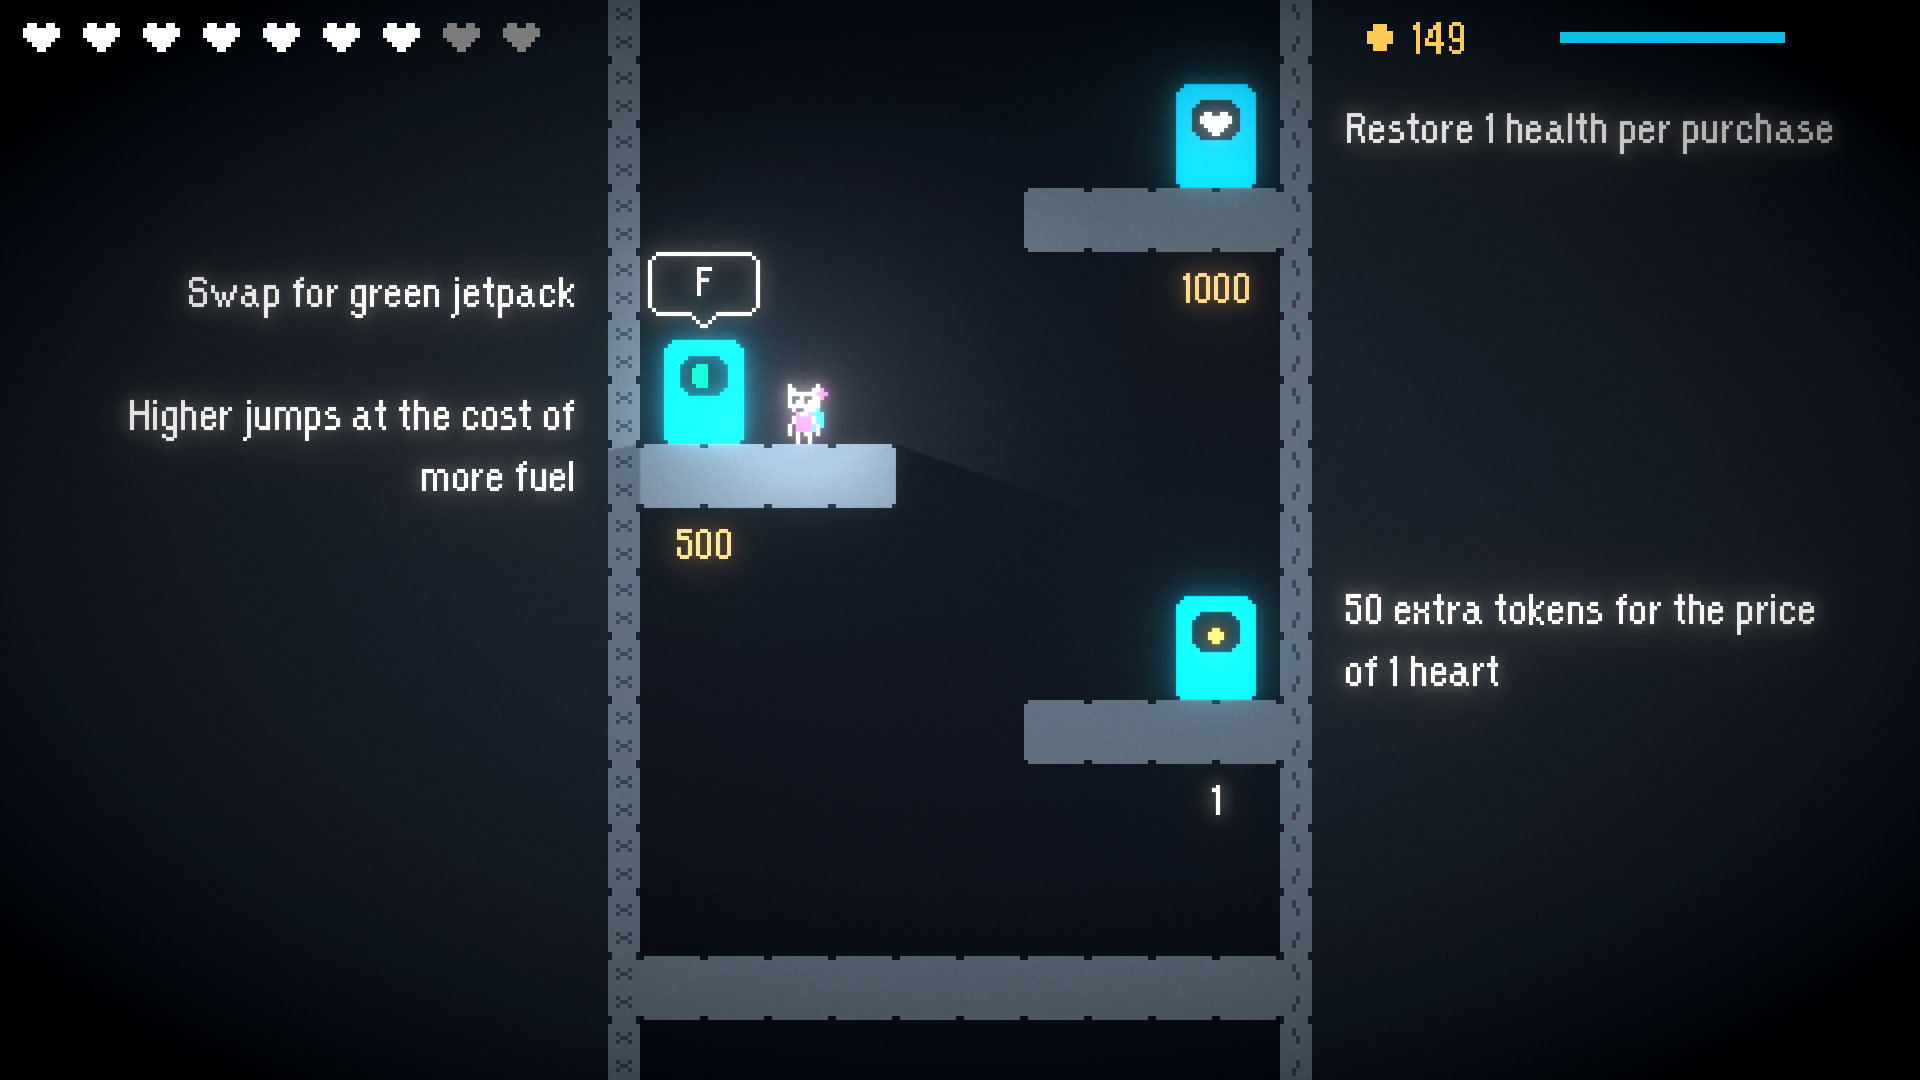 149
Restore 1 health per purchase
F
Swap for green jetpack
1000
Higher jumps at the cost of
more fuel
500
50 extra tokens for the price
of 1 heart
1